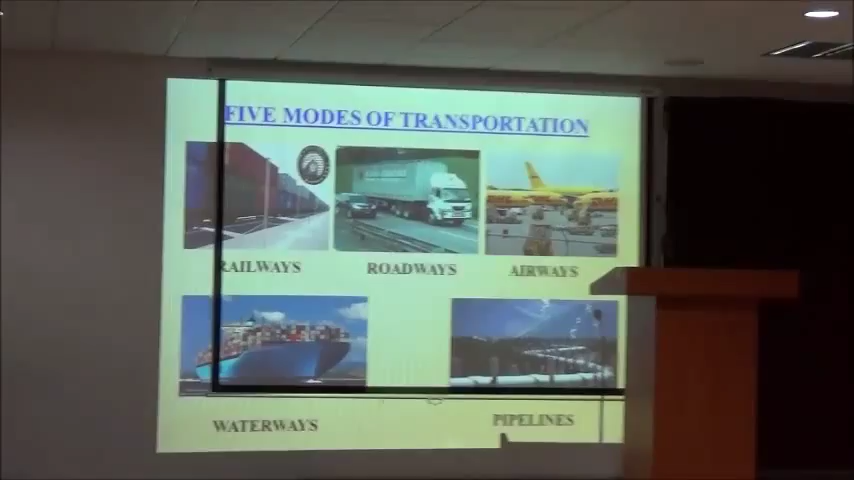 FIVE MODES OF TRANSPORTATION
RAILWAYS
ROADWAYS
AIRWAYS
WATERWAYS
PIPELINES